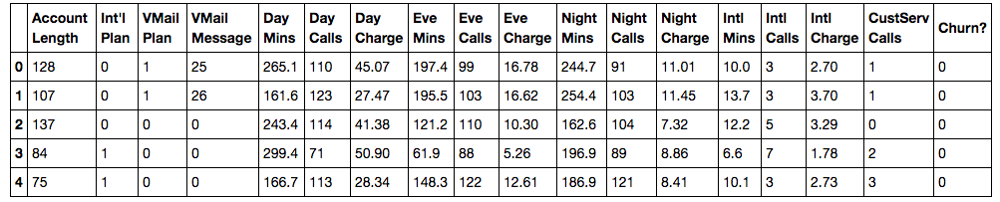 Account Length Int'l Plan VMail Plan VMail Message Day Mins Day Calls Day Charge Eve Mins Eve Calls Eve Charge Night Mins Night Calls Night Charge Intl Mins Intl Calls Intl Charge CustServ Calls Churn?
0 128 0 1 25 265.1 110 45.07 197.4 99 16.78 244.7 91 11.01 10.0 3 2.70 1 0
1 107 0 1 26 161.6 123 27.47 195.5 103 16.62 254.4 103 11.45 13.7 3 3.70 1 0
2 137 0 0 0 243.4 114 41.38 121.2 110 10.30 162.6 104 7.32 12.2 5 3.29 0 0
3 84 1 0 0 299.4 71 50.90 61.9 88 5.26 196.9 89 8.86 6.6 7 1.78 2 0
4 75 1 0 0 166.7 113 28.34 148.3 122 12.61 186.9 121 8.41 10.1 3 2.73 3 0